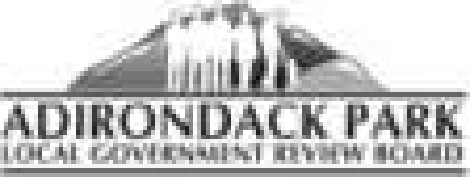 ADIRONDACK PARK
LOCAL GOVERNMENT REVIEW BOARD